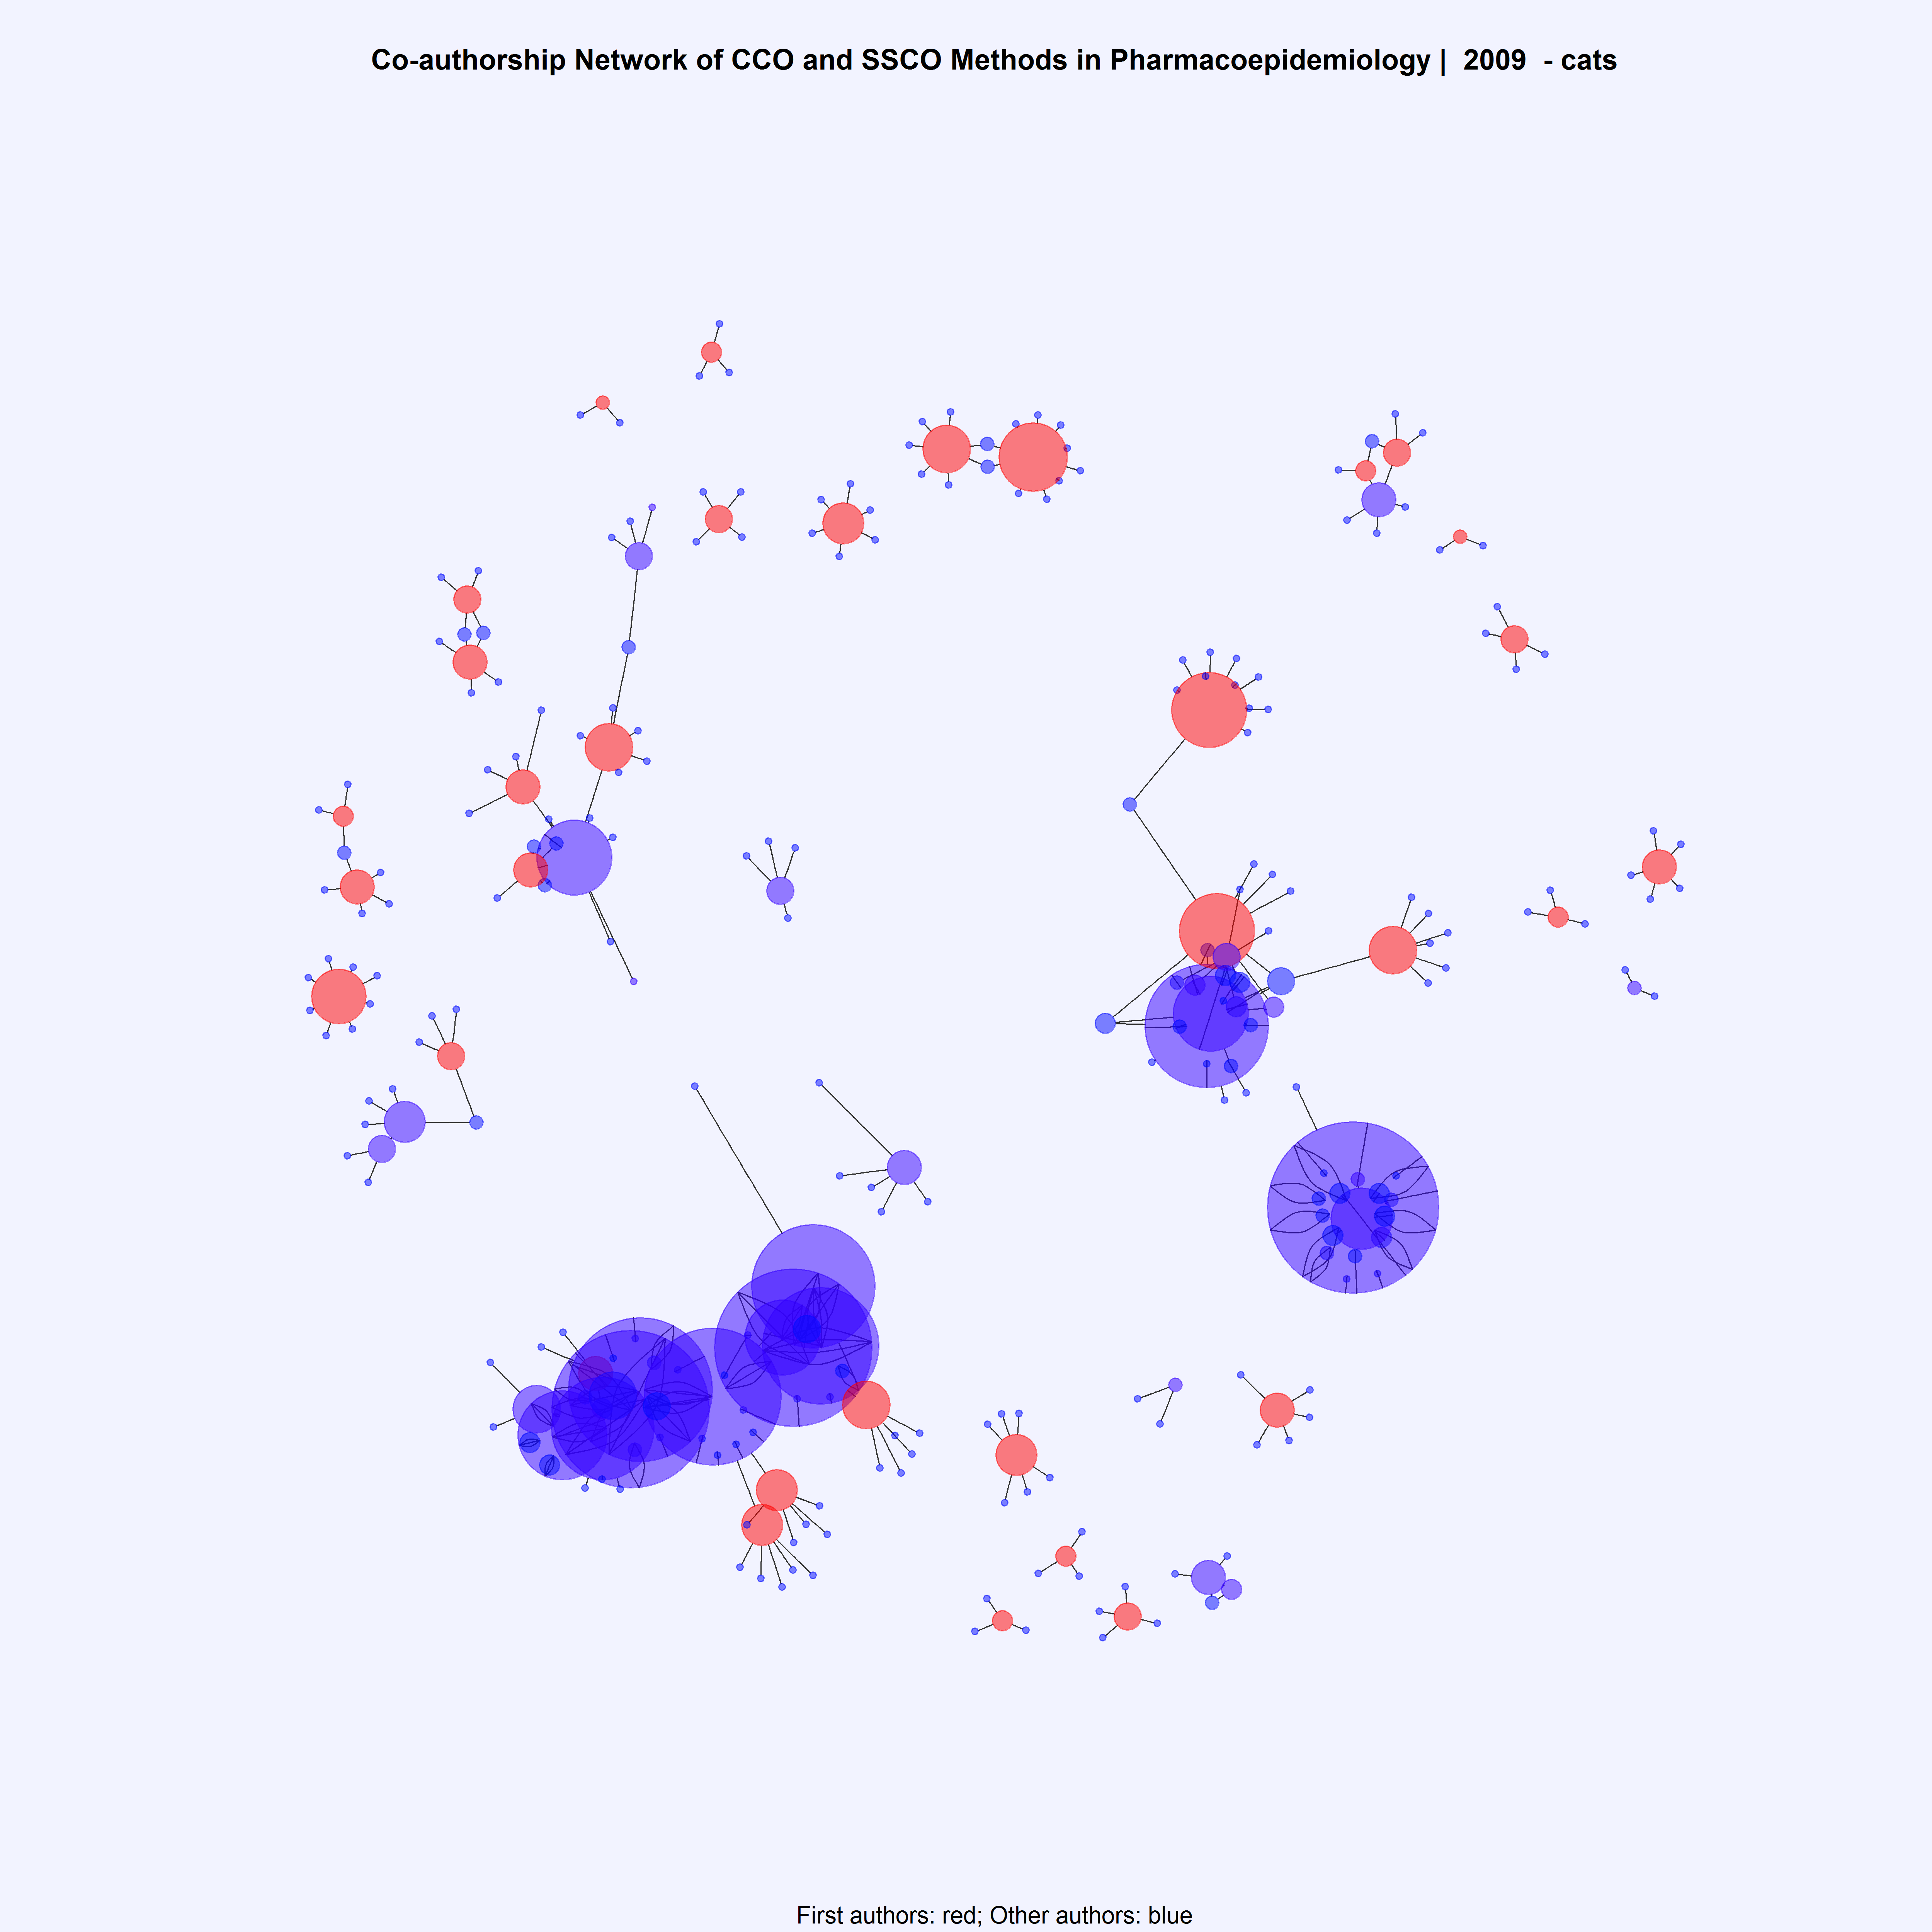 Co-authorship Network of CCO and SSCO Methods in Pharmacoepidemiology | 2009 - cats
First authors: red; Other authors: blue